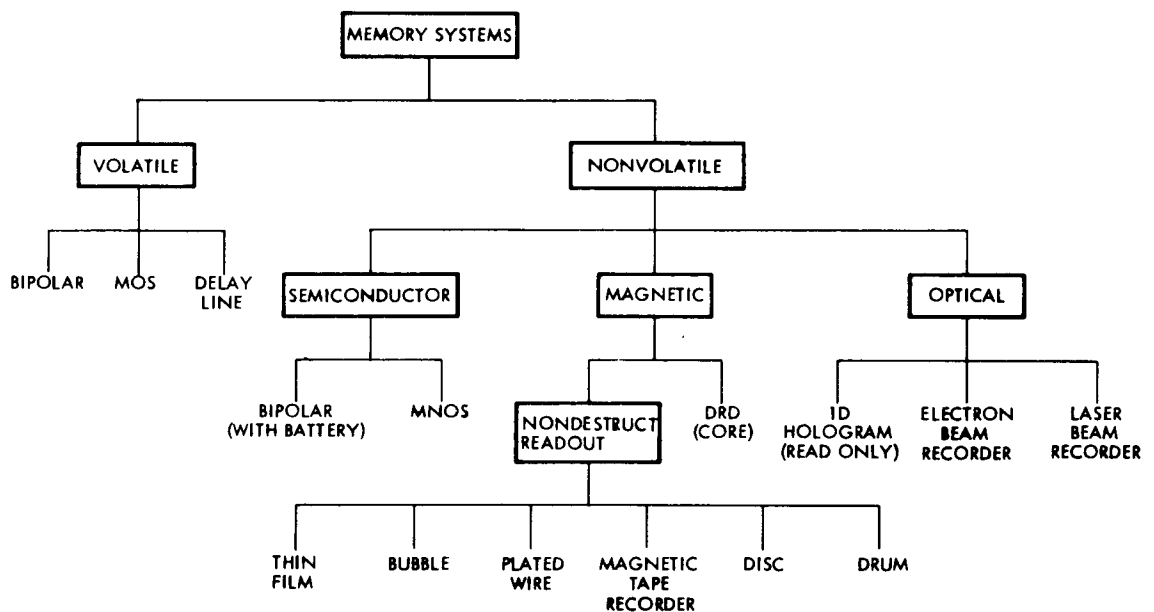 MEMORY SYSTEMS
VOLATILE
NONVOLATILE
BIPOLAR
MOS
DELAY
LINE
SEMICONDUCTOR
MAGNETIC
OPTICAL
BIPOLAR
(WITH BATTERY)
MNOS
NONDESTRUCT
READOUT
DRD
(CORE)
1D
HOLOGRAM
(READ ONLY)
ELECTRON
BEAM
RECORDER
LASER
BEAM
RECORDER
THIN
FILM
BUBBLE
PLATED
WIRE
MAGNETIC
TAPE
RECORDER
DISC
DRUM